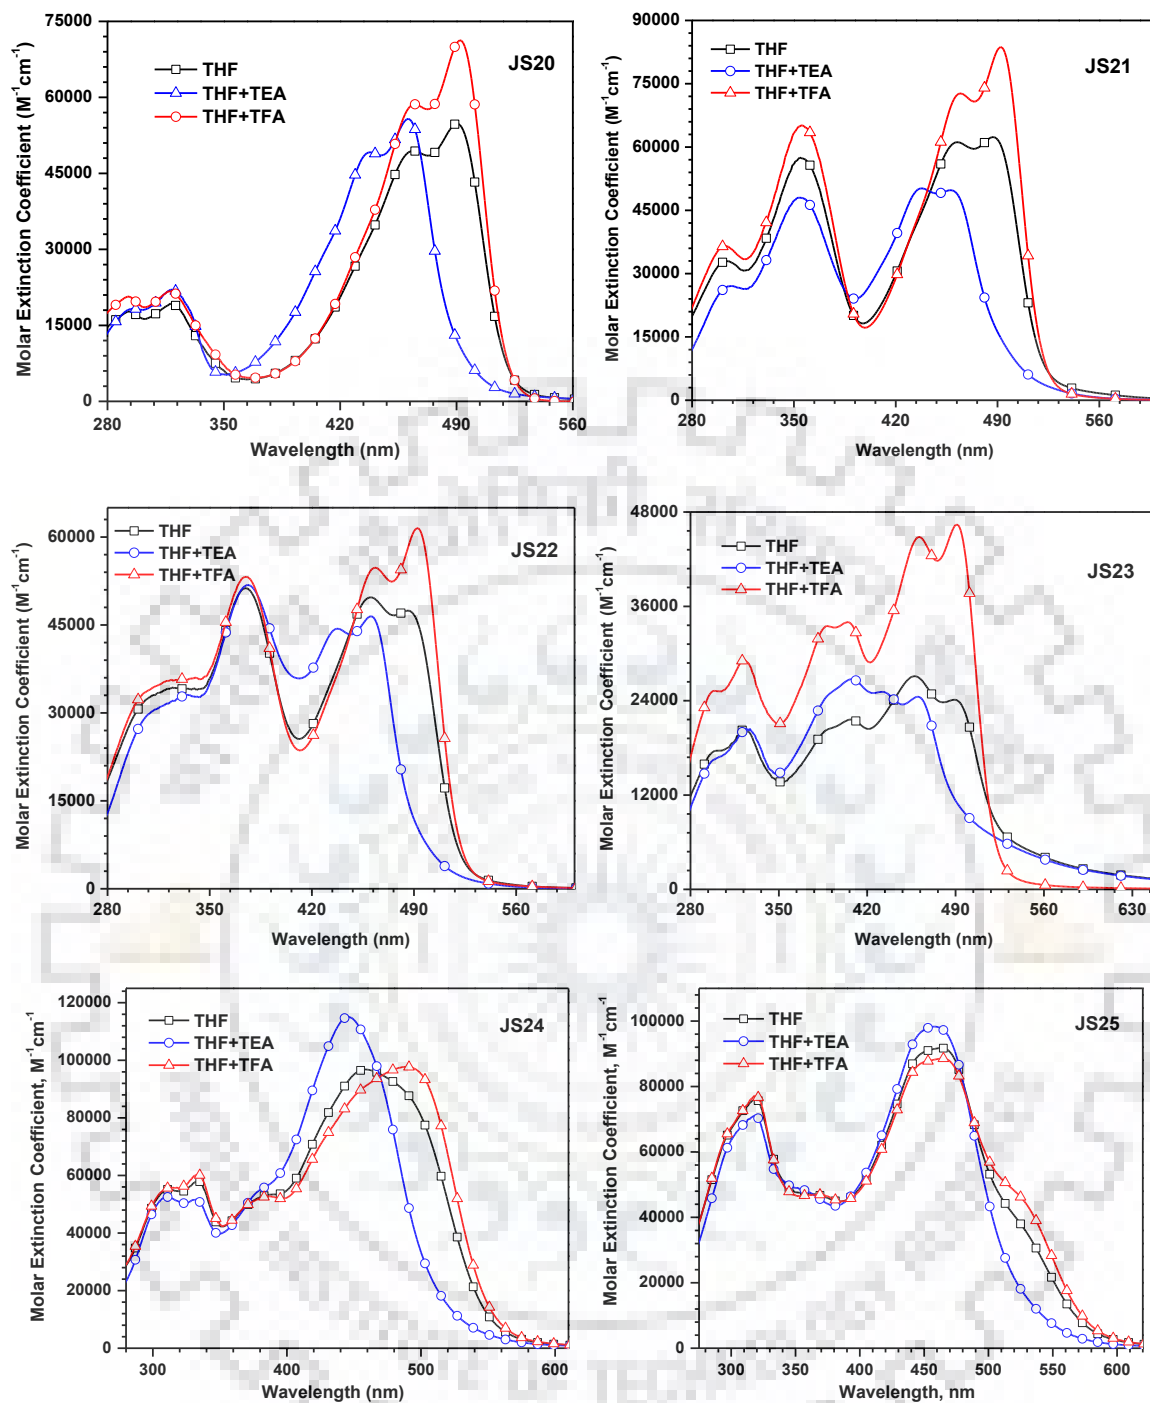 75000
60000
45000
30000
15000
0
280
350
420
490
560
Molar Extinction Coefficient (M-1cm-1)
Wavelength (nm)
THF
THF+TEA
THF+TFA
JS20
90000
75000
60000
45000
30000
15000
0
280
350
420
490
560
Molar Extinction Coefficient (M-1cm-1)
Wavelength (nm)
THF
THF+TEA
THF+TFA
JS21
60000
45000
30000
15000
0
280
350
420
490
560
Molar Extinction Coefficient (M-1cm-1)
Wavelength (nm)
THF
THF+TEA
THF+TFA
JS22
48000
36000
24000
12000
0
280
350
420
490
560
630
Molar Extinction Coefficient (M-1cm-1)
Wavelength (nm)
THF
THF+TEA
THF+TFA
JS23
120000
100000
80000
60000
40000
20000
0
300
400
500
600
Molar Extinction Coefficient, M-1cm-1
Wavelength (nm)
THF
THF+TEA
THF+TFA
JS24
100000
80000
60000
40000
20000
0
300
350
400
450
500
550
600
Molar Extinction Coefficient, M-1cm-1
Wavelength, nm
THF
THF+TEA
THF+TFA
JS25